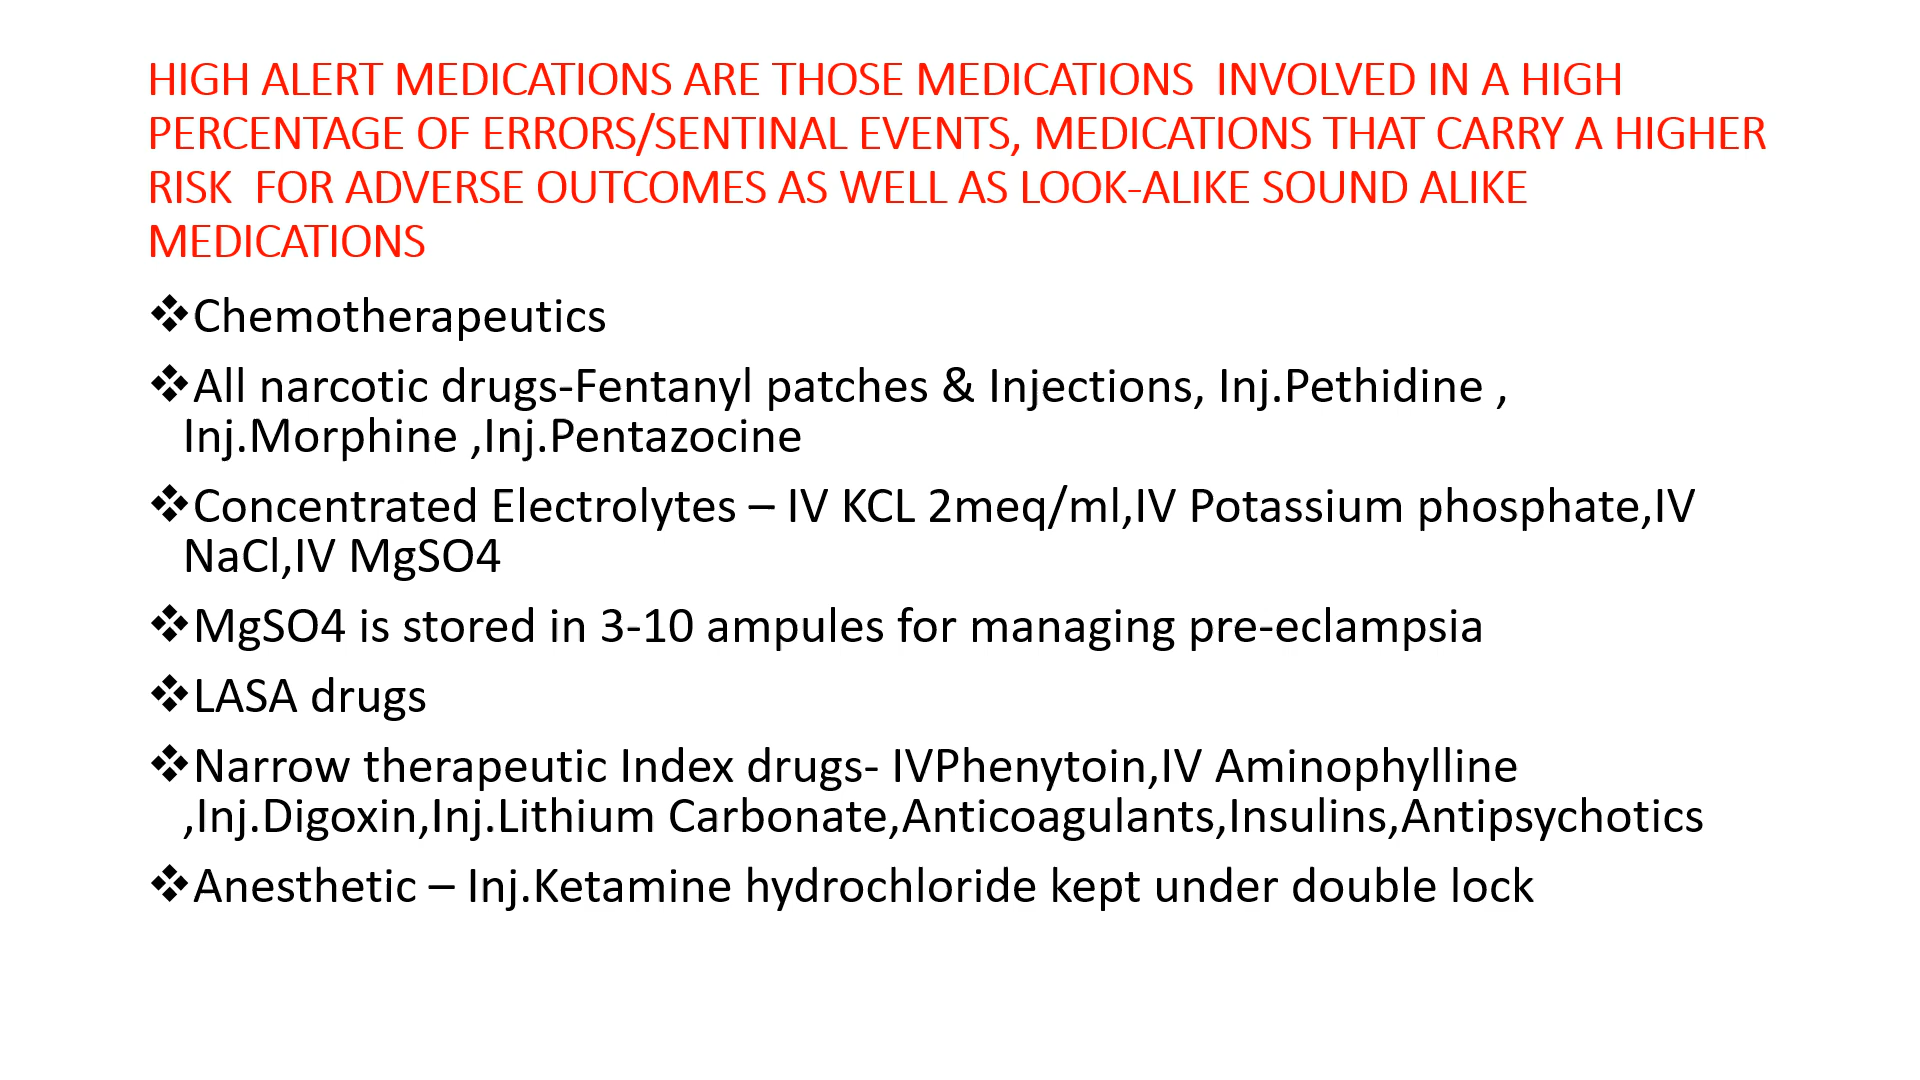 HIGH ALERT MEDICATIONS ARE THOSE MEDICATIONS  INVOLVED IN A HIGH
PERCENTAGE OF ERRORS/SENTINAL EVENTS, MEDICATIONS THAT CARRY A HIGHER
RISK  FOR ADVERSE OUTCOMES AS WELL AS LOOK-ALIKE SOUND ALIKE
MEDICATIONS
❖Chemotherapeutics
❖All narcotic drugs-Fentanyl patches & Injections, Inj.Pethidine ,
Inj.Morphine ,Inj.Pentazocine
❖Concentrated Electrolytes – IV KCL 2meq/ml,IV Potassium phosphate,IV
NaCl,IV MgSO4
❖MgSO4 is stored in 3-10 ampules for managing pre-eclampsia
❖LASA drugs
❖Narrow therapeutic Index drugs- IVPhenytoin,IV Aminophylline
,Inj.Digoxin,Inj.Lithium Carbonate,Anticoagulants,Insulins,Antipsychotics
❖Anesthetic – Inj.Ketamine hydrochloride kept under double lock